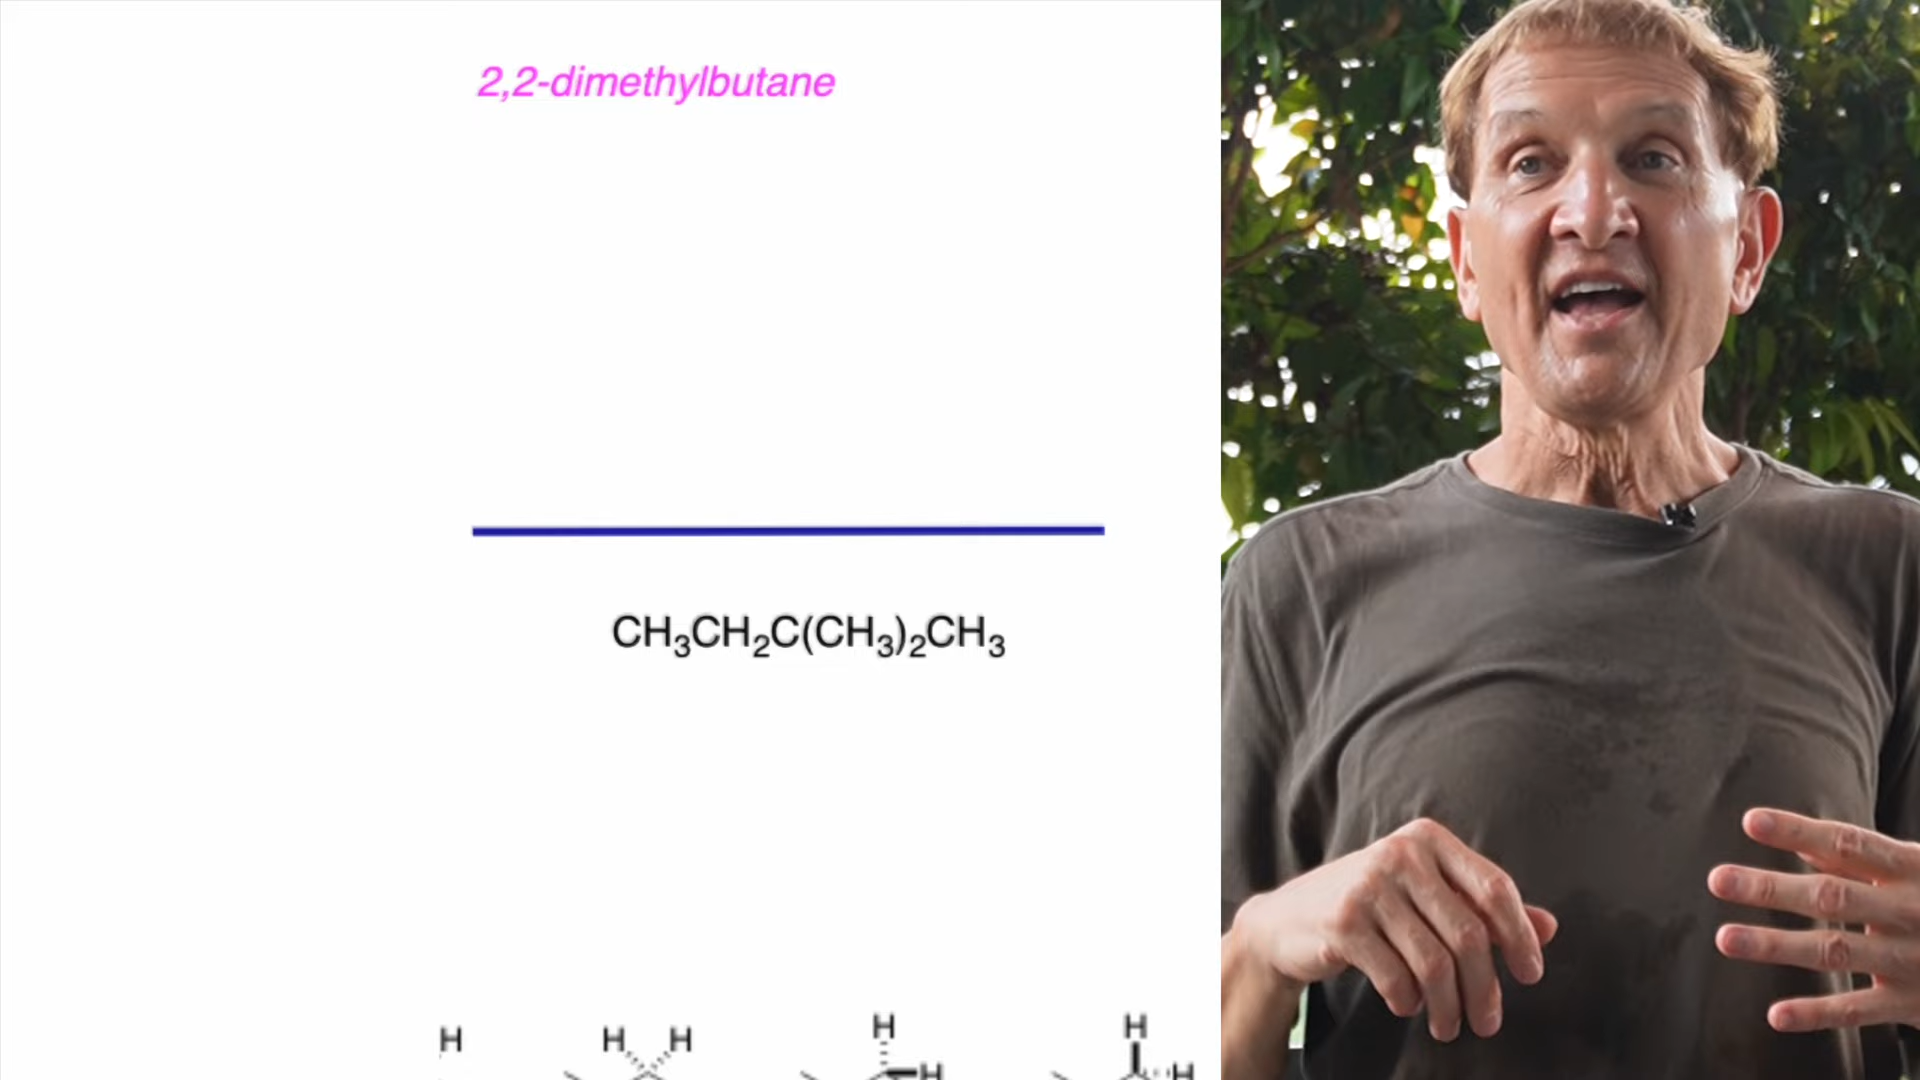 2,2-dimethylbutane
CH₃CH₂C(CH₃)₂CH₃
H H H H H
H H